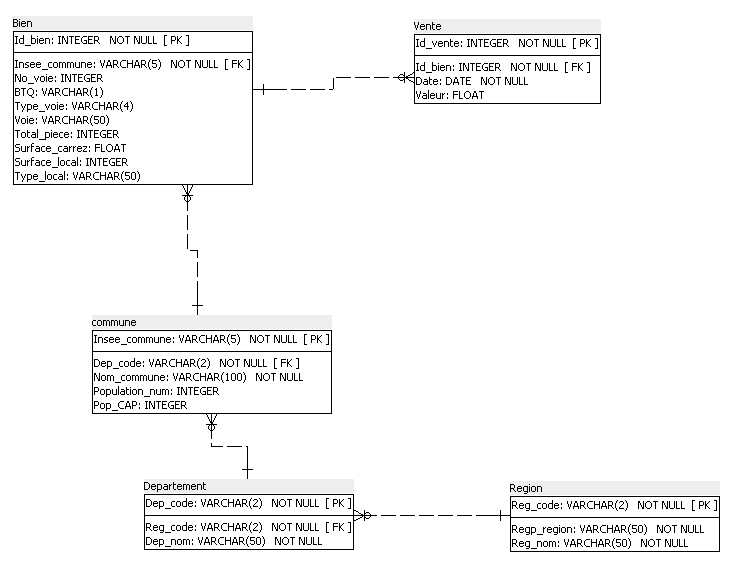 Bien
Id_bien: INTEGER NOT NULL [ PK ]
Insee_commune: VARCHAR(5) NOT NULL [ FK ]
No_voie: INTEGER
BTQ: VARCHAR(1)
Type_voie: VARCHAR(4)
Voie: VARCHAR(50)
Total_piece: INTEGER
Surface_carrez: FLOAT
Surface_local: INTEGER
Type_local: VARCHAR(50)
Vente
Id_vente: INTEGER NOT NULL [ PK ]
Id_bien: INTEGER NOT NULL [ FK ]
Date: DATE NOT NULL
Valeur: FLOAT
commune
Insee_commune: VARCHAR(5) NOT NULL [ PK ]
Dep_code: VARCHAR(2) NOT NULL [ FK ]
Nom_commune: VARCHAR(100) NOT NULL
Population_num: INTEGER
Pop_CAP: INTEGER
Departement
Dep_code: VARCHAR(2) NOT NULL [ PK ]
Reg_code: VARCHAR(2) NOT NULL [ FK ]
Dep_nom: VARCHAR(50) NOT NULL
Region
Reg_code: VARCHAR(2) NOT NULL [ PK ]
Regp_region: VARCHAR(50) NOT NULL
Reg_nom: VARCHAR(50) NOT NULL